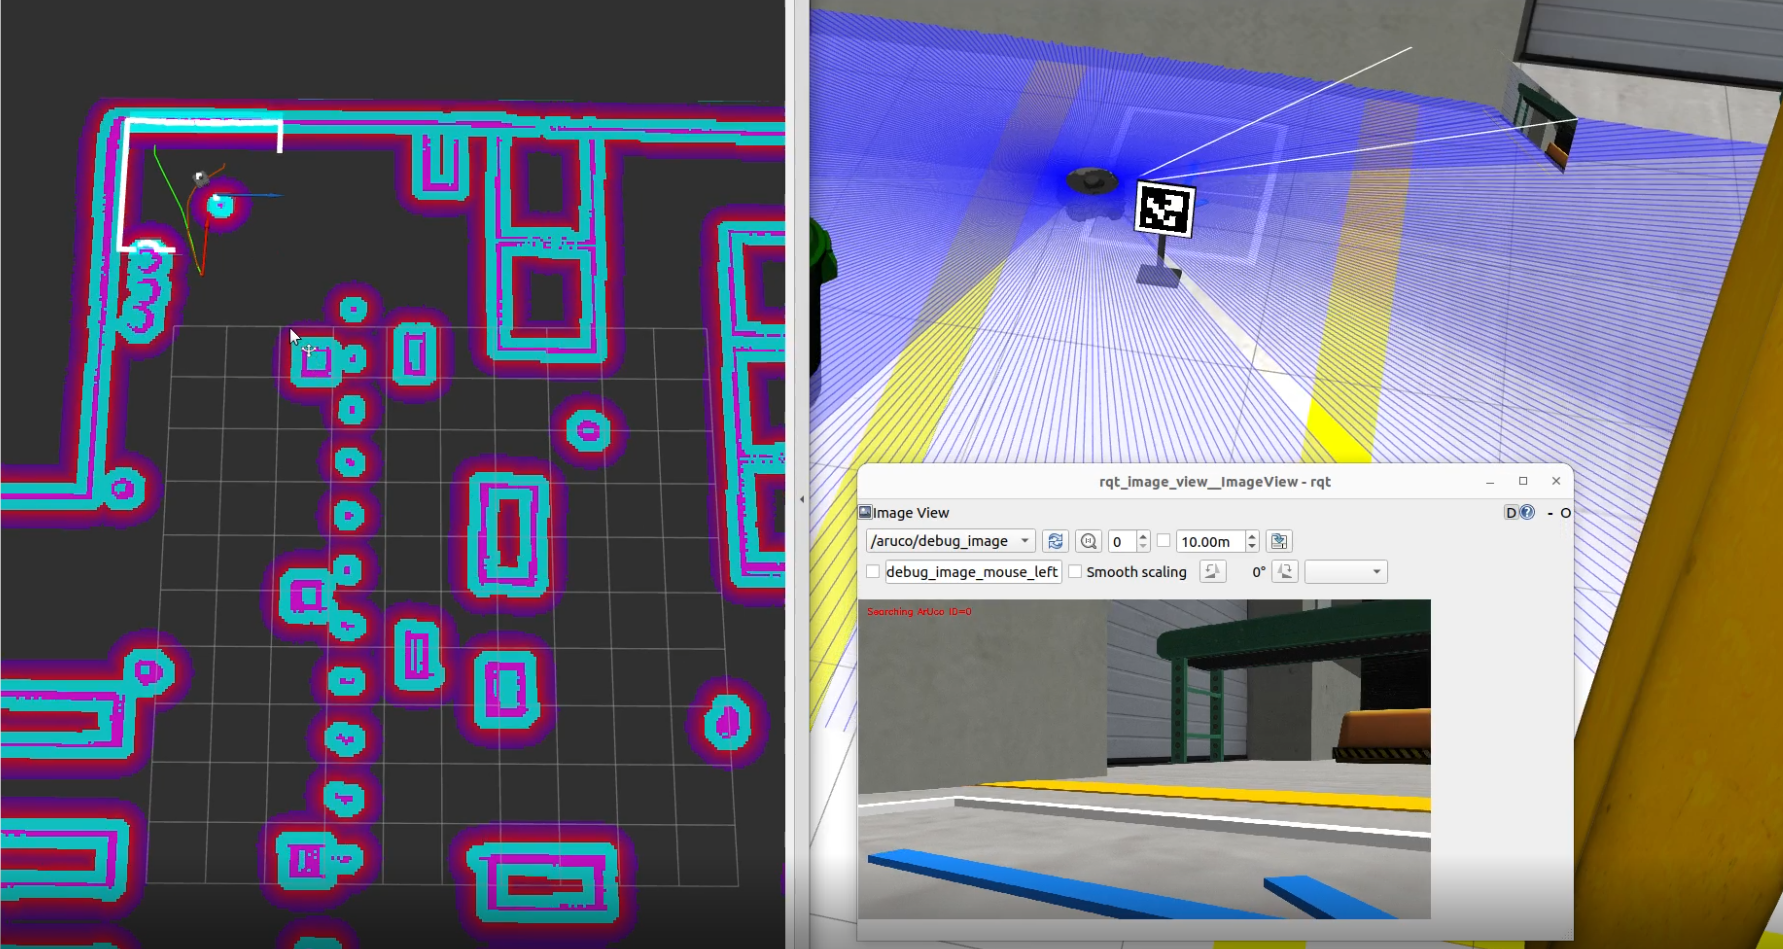 rqt_image_view__ImageView - rqt
Image View
D - O
/aruco/debug_image 0 10.00m
debug_image_mouse_left Smooth scaling 0°
Searching ArUco ID=0